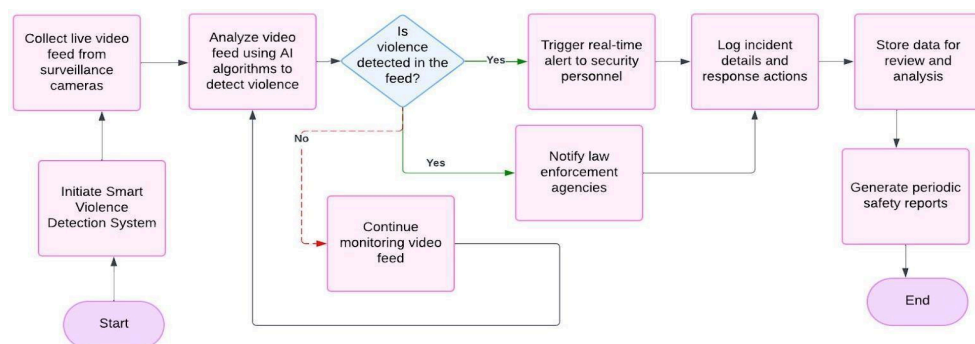 Start
Initiate Smart
Violence
Detection System
Collect live video
feed from
surveillance
cameras
Analyze video
feed using AI
algorithms to
detect violence
Is
violence
detected in the
feed?
Yes
Trigger real-time
alert to security
personnel
Log incident
details and
response actions
Store data for
review and
analysis
No
Yes
Notify law
enforcement
agencies
Continue
monitoring video
feed
Generate periodic
safety reports
End